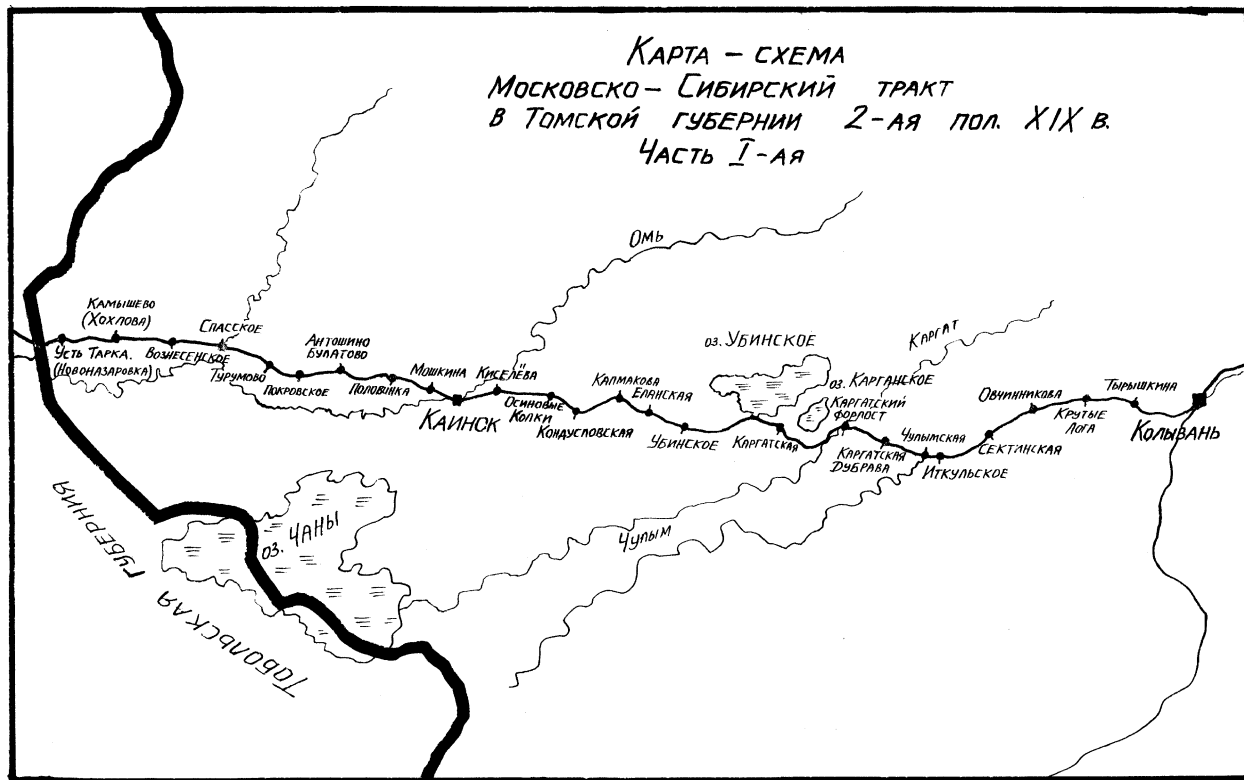 Карта – схема
Московско – Сибирский тракт
в Томской губернии 2-ая пол. XIX в.
Часть I-ая
Омь
Камышево
(Хохлова)
Спасское
Усть Тарка.
(Новоназаровка)
Вознесенское
Турумово
Покровское
Антошино
Булатово
Половинка
Мошкина
Каинск
Киселёва
Осиновые
Колки
Кондусловская
Калмакова
Еланская
Убинское
оз. Убинское
Каргатская
оз. Карганское
Каргатский
форпост
Каргат
Каргатская
Дубрава
Чулымская
Иткульское
Сектинская
Овчинникова
Крутые
Лога
Тырышкина
Колывань
Чулым
оз. Чаны
Тобольская губерния